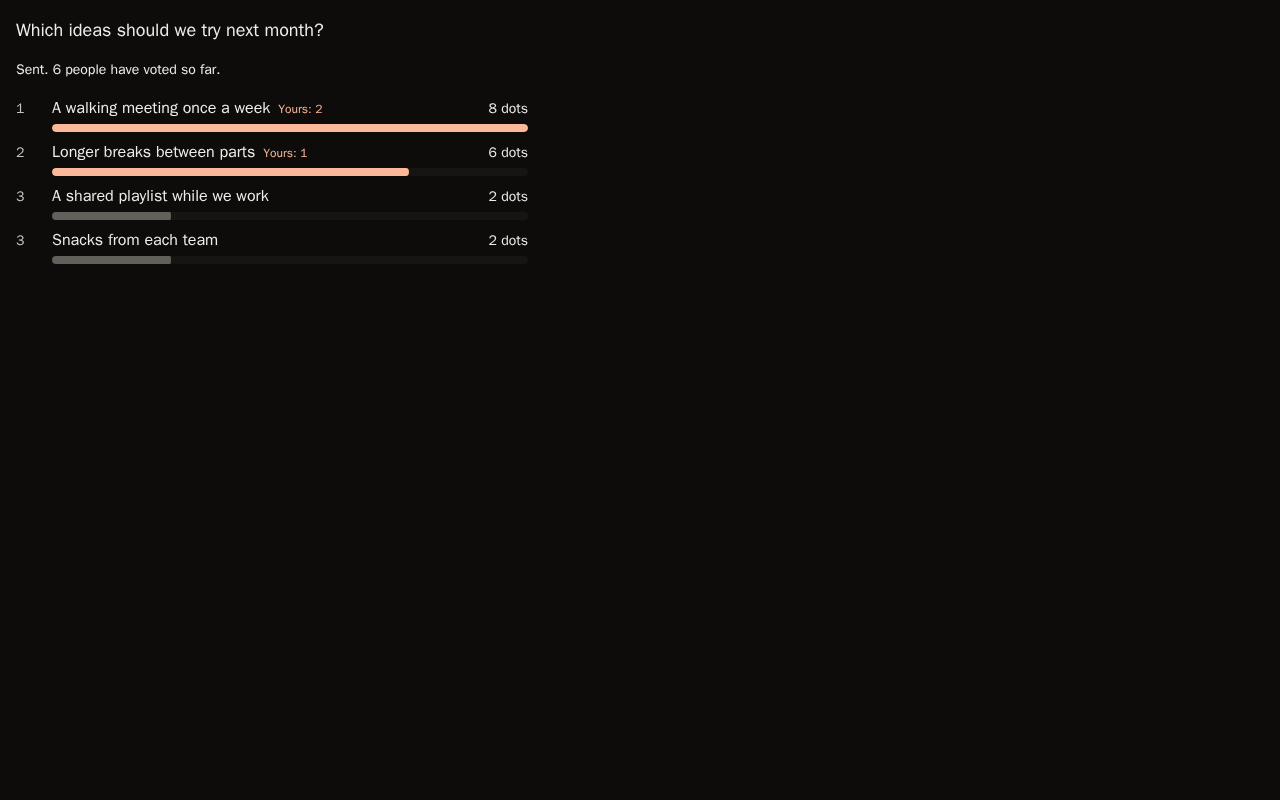 Which ideas should we try next month?
Sent. 6 people have voted so far.
1 A walking meeting once a week Yours: 2 8 dots
2 Longer breaks between parts Yours: 1 6 dots
3 A shared playlist while we work 2 dots
3 Snacks from each team 2 dots